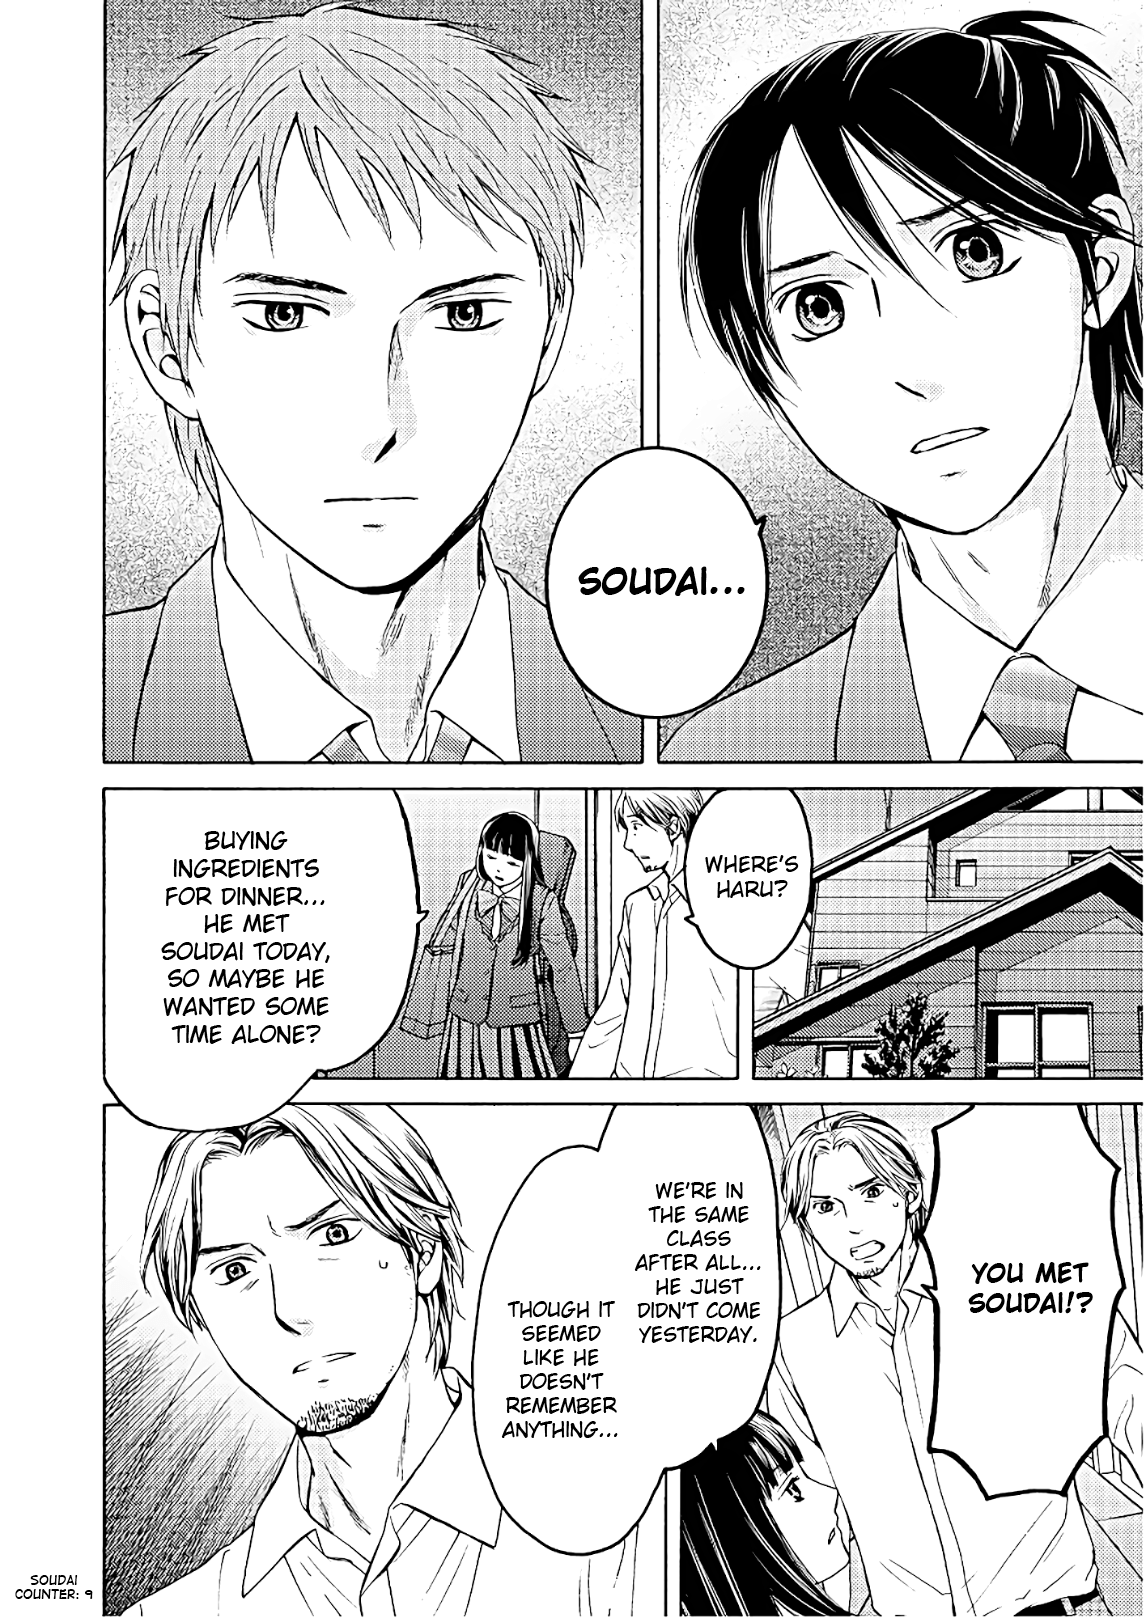 SOUDAI...
WHERE'S
HARU?
BUYING
INGREDIENTS
FOR DINNER...
HE MET
SOUDAI TODAY,
SO MAYBE HE
WANTED SOME
TIME ALONE?
YOU MET
SOUDAI!?
WE'RE IN
THE SAME
CLASS
AFTER ALL...
HE JUST
DIDN'T COME
YESTERDAY.
THOUGH IT
SEEMED
LIKE HE
DOESN'T
REMEMBER
ANYTHING...
SOUDAI
COUNTER: 9